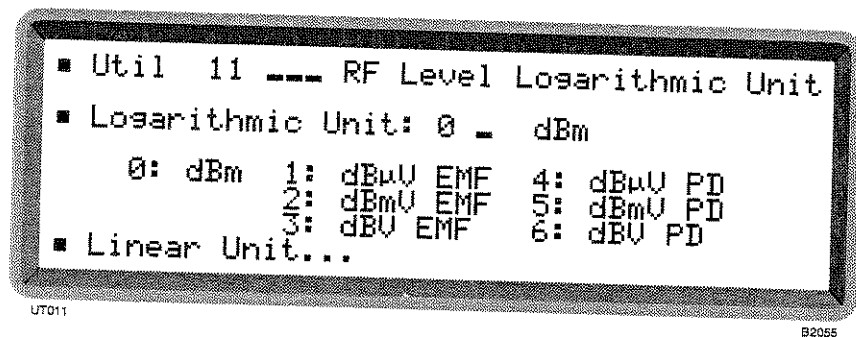 ▪ Util 11 ___ RF Level Logarithmic Unit
▪ Logarithmic Unit: 0 _ dBm
0: dBm 1: dBµV EMF 4: dBµV PD
2: dBmV EMF 5: dBmV PD
3: dBV EMF 6: dBV PD
▪ Linear Unit...
UT011
B2055